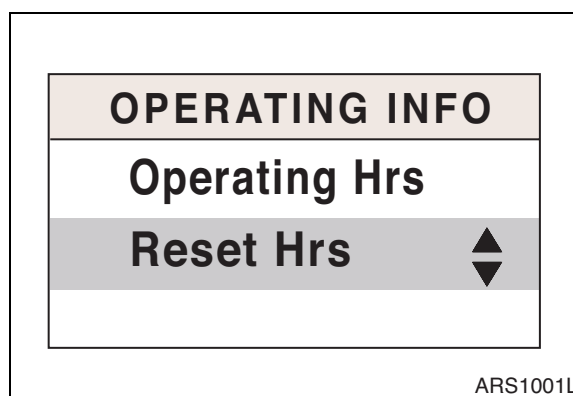 OPERATING INFO
Operating Hrs
Reset Hrs
ARS1001L